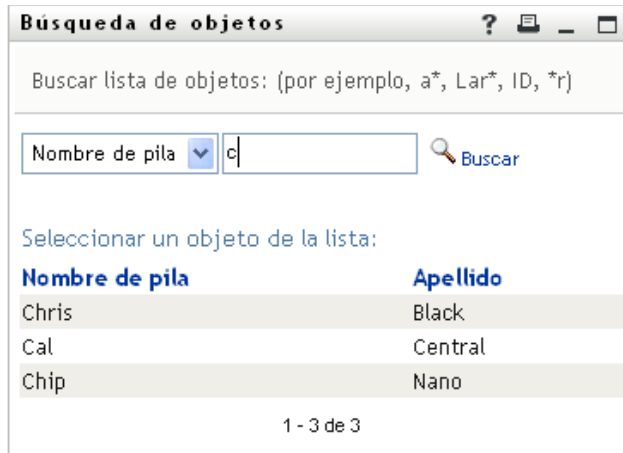 Búsqueda de objetos ?
Buscar lista de objetos: (por ejemplo, a*, Lar*, ID, *r)
Nombre de pila c Buscar
Seleccionar un objeto de la lista:
Nombre de pila Apellido
Chris Black
Cal Central
Chip Nano
1 - 3 de 3